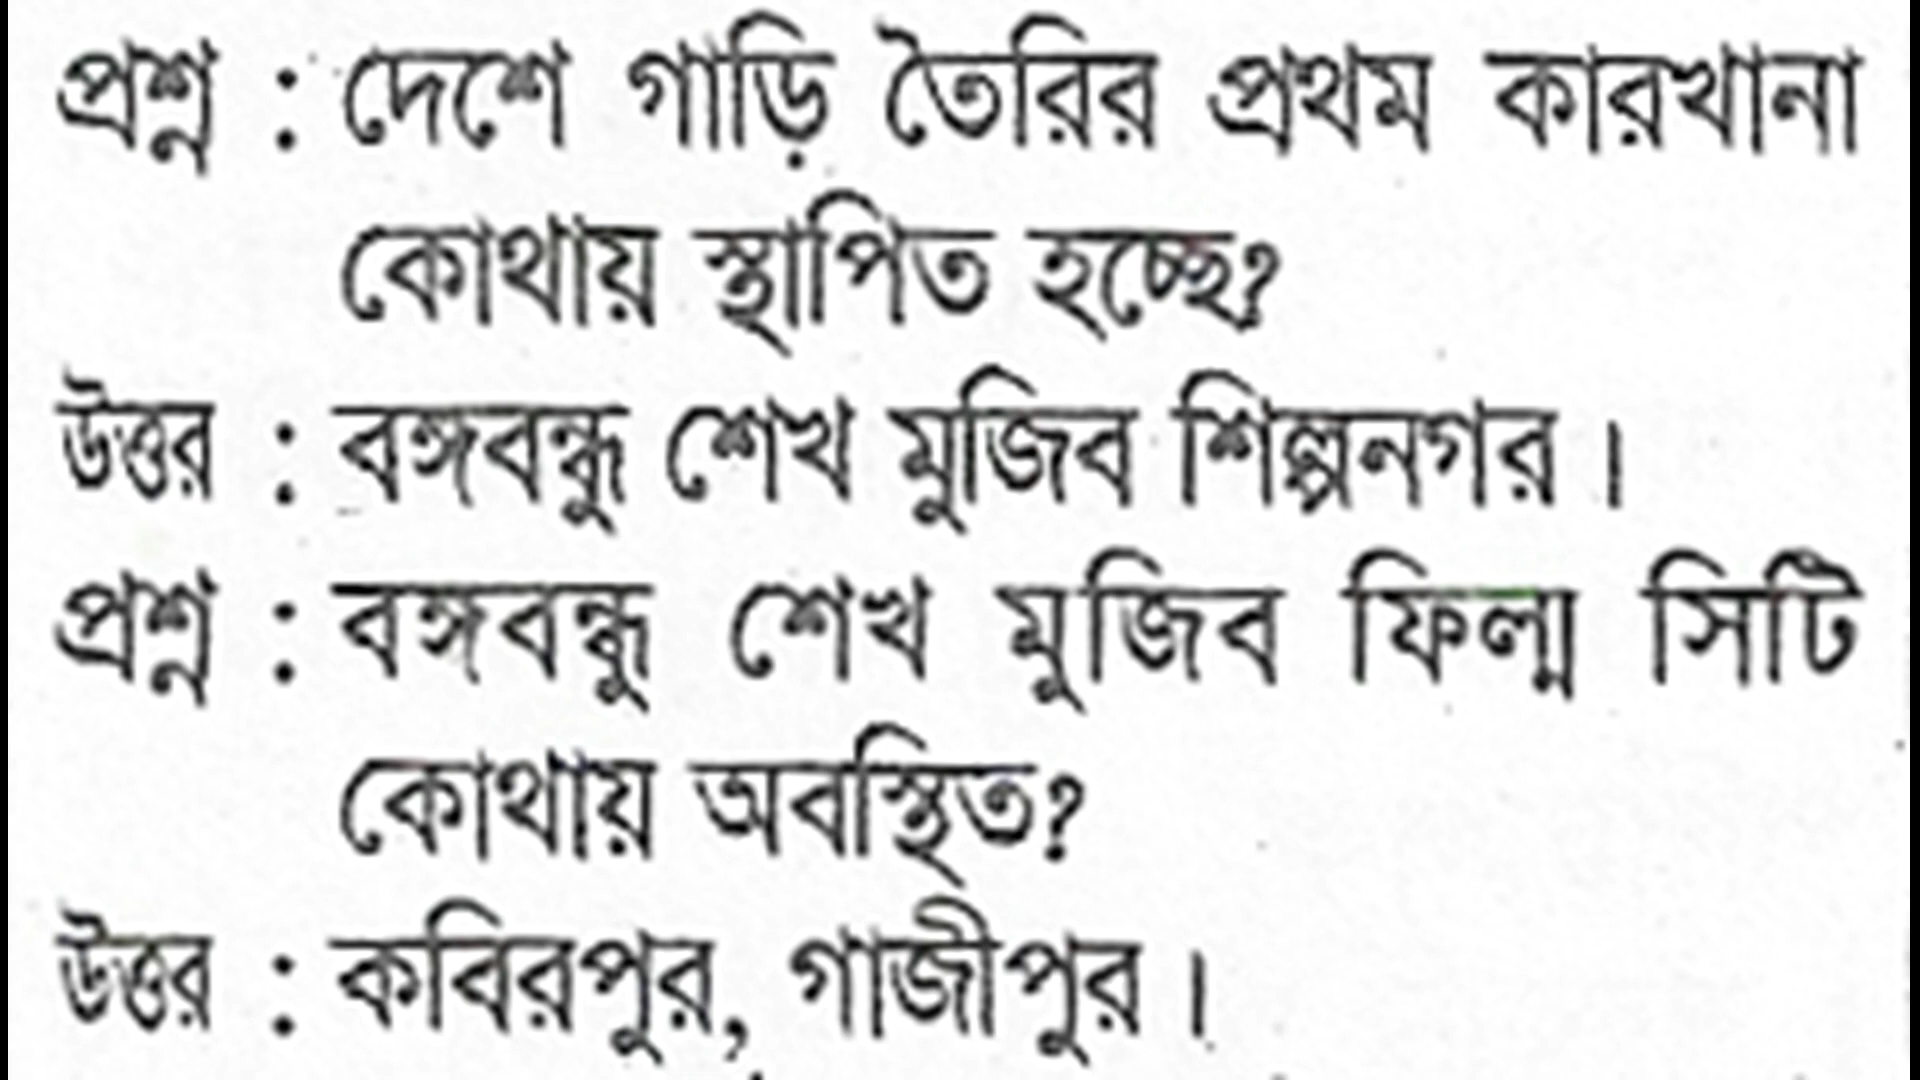 প্রশ্ন : দেশে গাড়ি তৈরির প্রথম কারখানা
কোথায় স্থাপিত হচ্ছে?
উত্তর : বঙ্গবন্ধু শেখ মুজিব শিল্পনগর।
প্রশ্ন : বঙ্গবন্ধু শেখ মুজিব ফিল্ম সিটি
কোথায় অবস্থিত?
উত্তর : কবিরপুর, গাজীপুর।